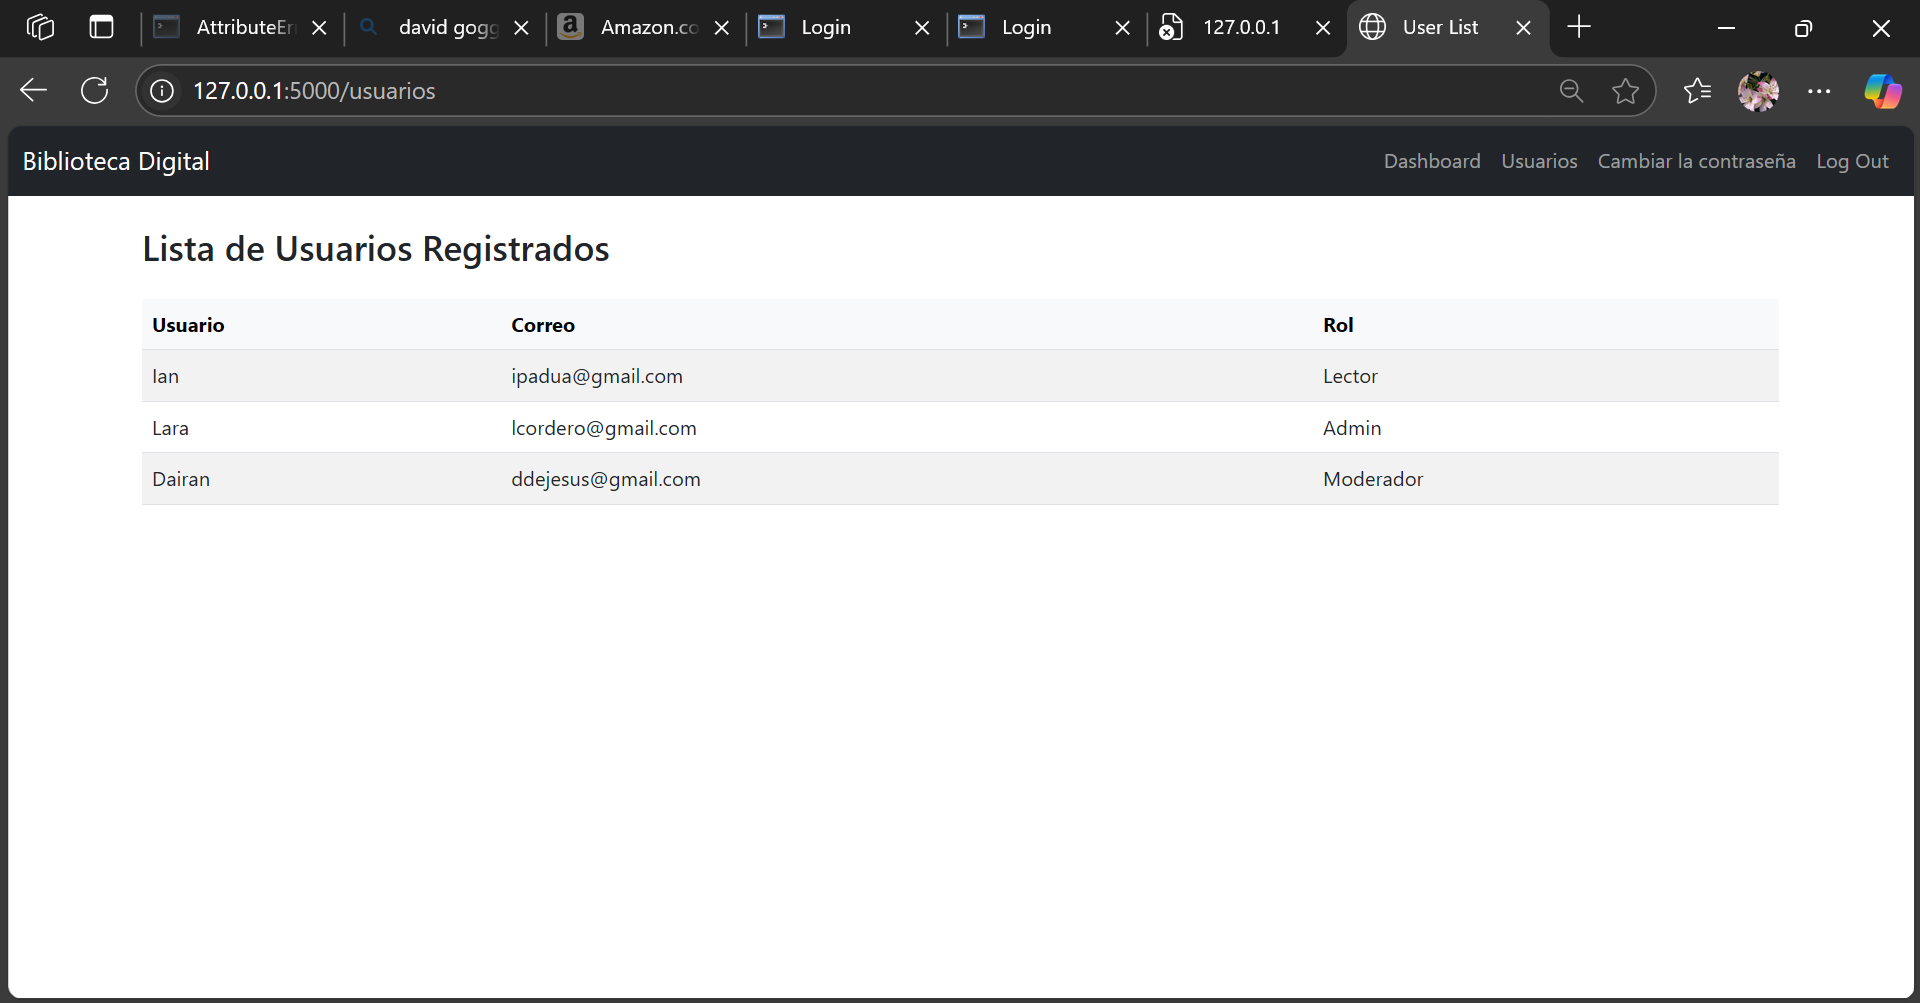 AttributeEr
david gogg
Amazon.co
Login
Login
127.0.0.1
User List
127.0.0.1:5000/usuarios
Biblioteca Digital
Dashboard Usuarios Cambiar la contraseña Log Out
Lista de Usuarios Registrados
Usuario Correo Rol
Ian ipadua@gmail.com Lector
Lara lcordero@gmail.com Admin
Dairan ddejesus@gmail.com Moderador